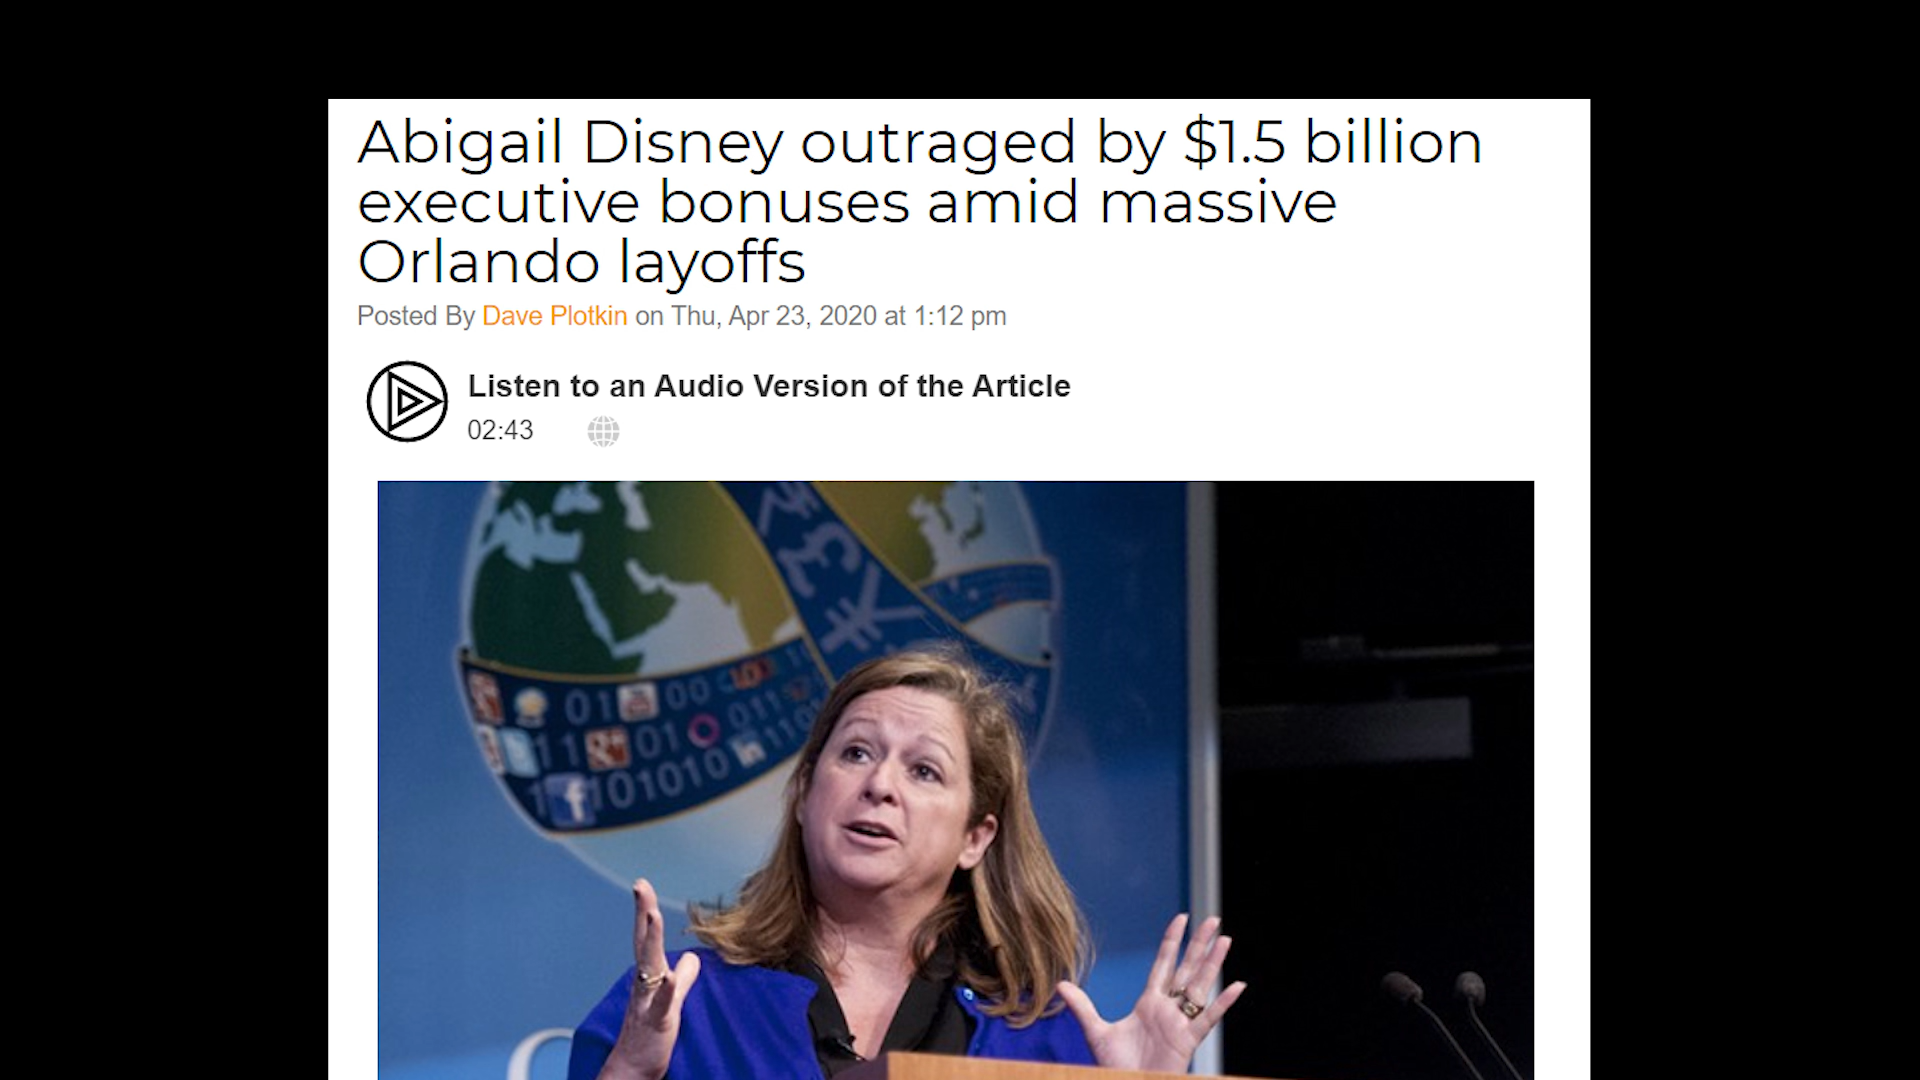 Abigail Disney outraged by $1.5 billion
executive bonuses amid massive
Orlando layoffs
Posted By Dave Plotkin on Thu, Apr 23, 2020 at 1:12 pm
Listen to an Audio Version of the Article
02:43